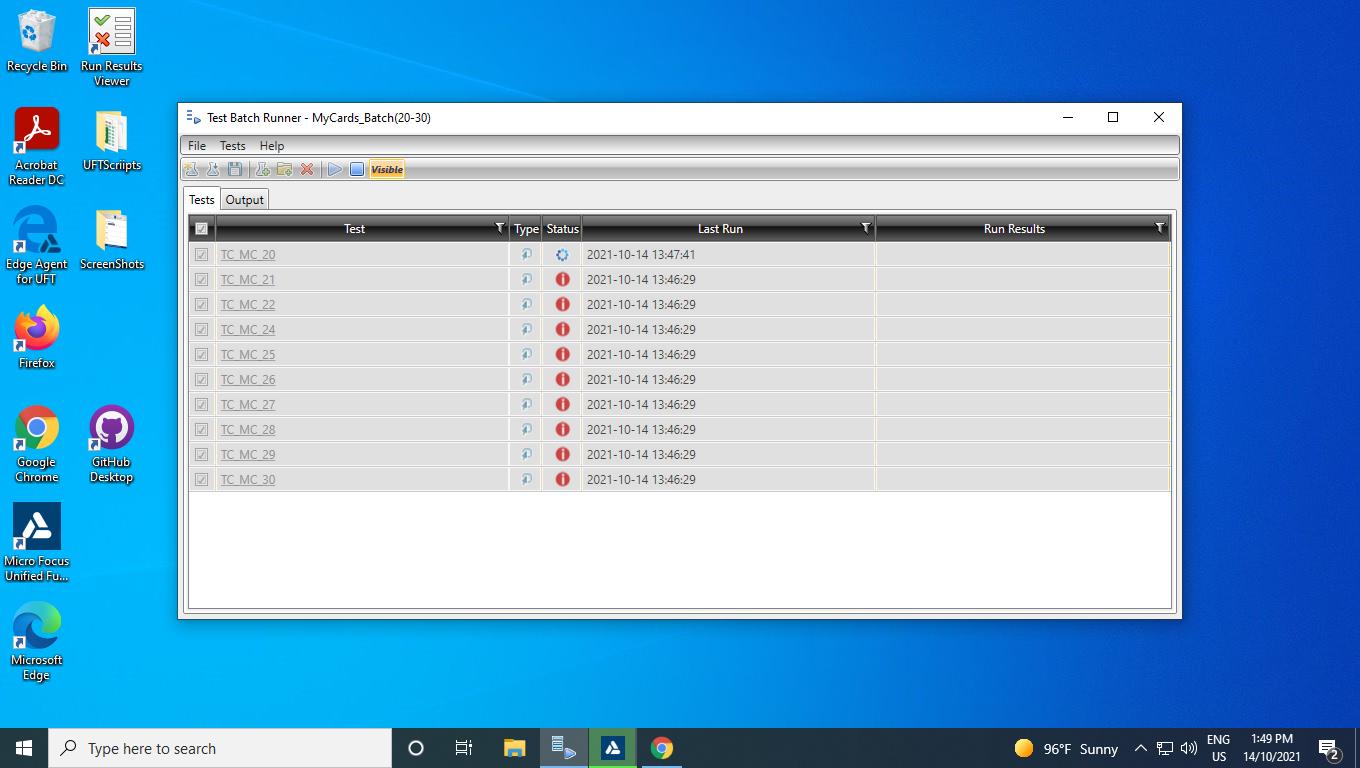 Recycle Bin
Run Results
Viewer
Acrobat
Reader DC
UFTScriipts
Edge Agent
for UFT
ScreenShots
Firefox
Google
Chrome
GitHub
Desktop
Micro Focus
Unified Fu...
Microsoft
Edge
Test Batch Runner - MyCards_Batch(20-30)
File Tests Help
Visible
Tests Output
Test Type Status Last Run Run Results
TC_MC_20 2021-10-14 13:47:41
TC_MC_21 2021-10-14 13:46:29
TC_MC_22 2021-10-14 13:46:29
TC_MC_24 2021-10-14 13:46:29
TC_MC_25 2021-10-14 13:46:29
TC_MC_26 2021-10-14 13:46:29
TC_MC_27 2021-10-14 13:46:29
TC_MC_28 2021-10-14 13:46:29
TC_MC_29 2021-10-14 13:46:29
TC_MC_30 2021-10-14 13:46:29
Type here to search
96°F Sunny
ENG
US
1:49 PM
14/10/2021
2